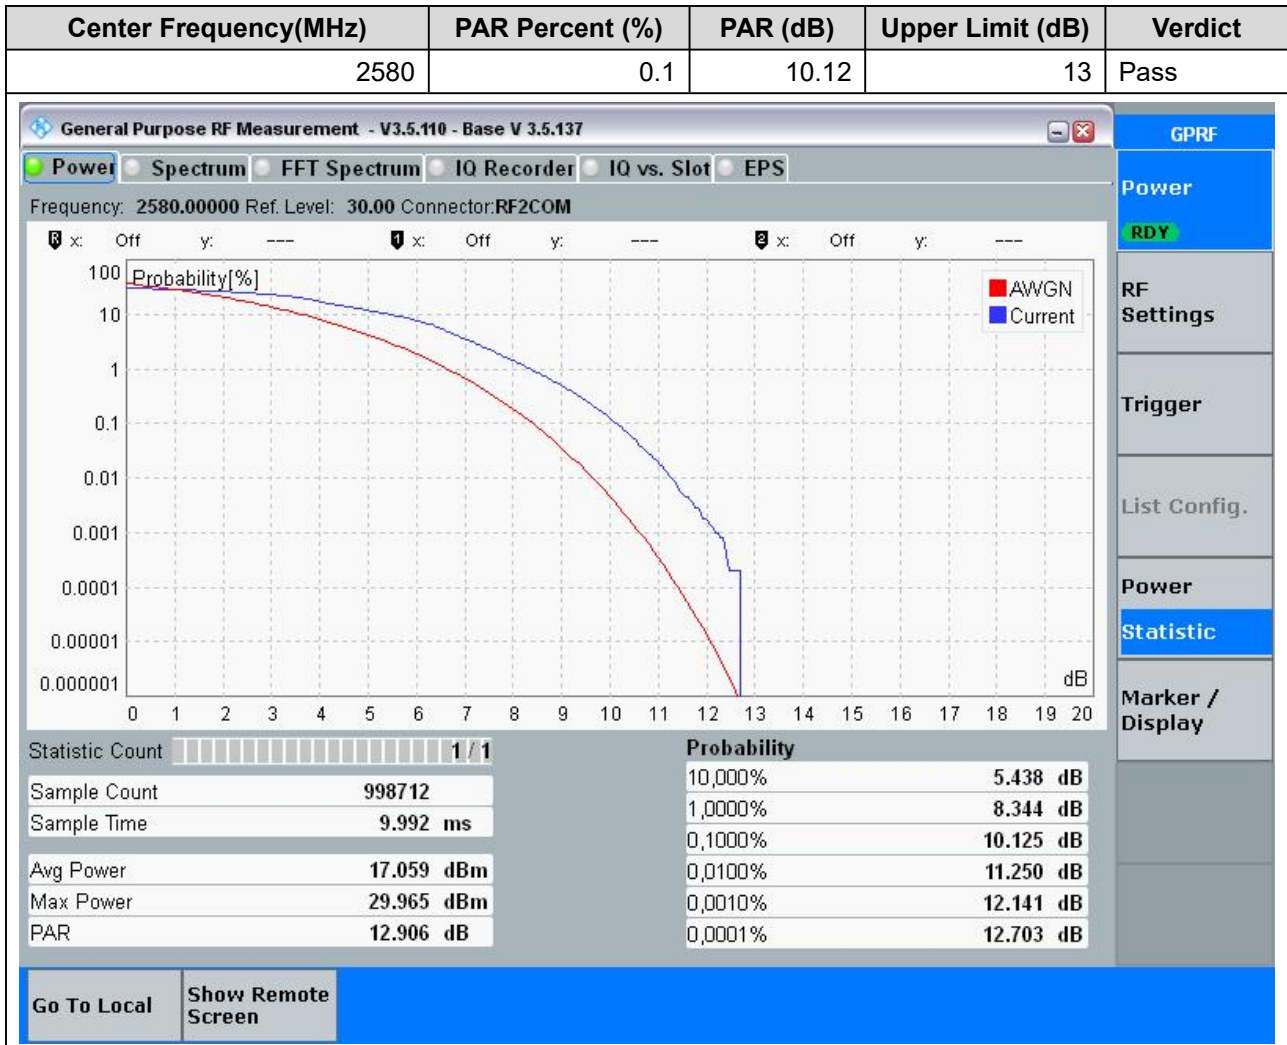 Center Frequency(MHz) PAR Percent (%) PAR (dB) Upper Limit (dB) Verdict
2580 0.1 10.12 13 Pass
General Purpose RF Measurement - V3.5.110 - Base V 3.5.137
GPRF
Power Spectrum FFT Spectrum IQ Recorder IQ vs. Slot EPS
Power
RDY
Frequency: 2580.00000 Ref. Level: 30.00 Connector:RF2COM
R x: Off y: --- 1 x: Off y: --- 2 x: Off y: ---
Probability[%]
100
10
1
0.1
0.01
0.001
0.0001
0.00001
0.000001
AWGN
Current
dB
0 1 2 3 4 5 6 7 8 9 10 11 12 13 14 15 16 17 18 19 20
RF
Settings
Trigger
List Config.
Power
Statistic
Marker /
Display
Statistic Count 1 / 1
Sample Count 998712
Sample Time 9.992 ms
Avg Power 17.059 dBm
Max Power 29.965 dBm
PAR 12.906 dB
Probability
10,000% 5.438 dB
1,0000% 8.344 dB
0,1000% 10.125 dB
0,0100% 11.250 dB
0,0010% 12.141 dB
0,0001% 12.703 dB
Go To Local
Show Remote
Screen